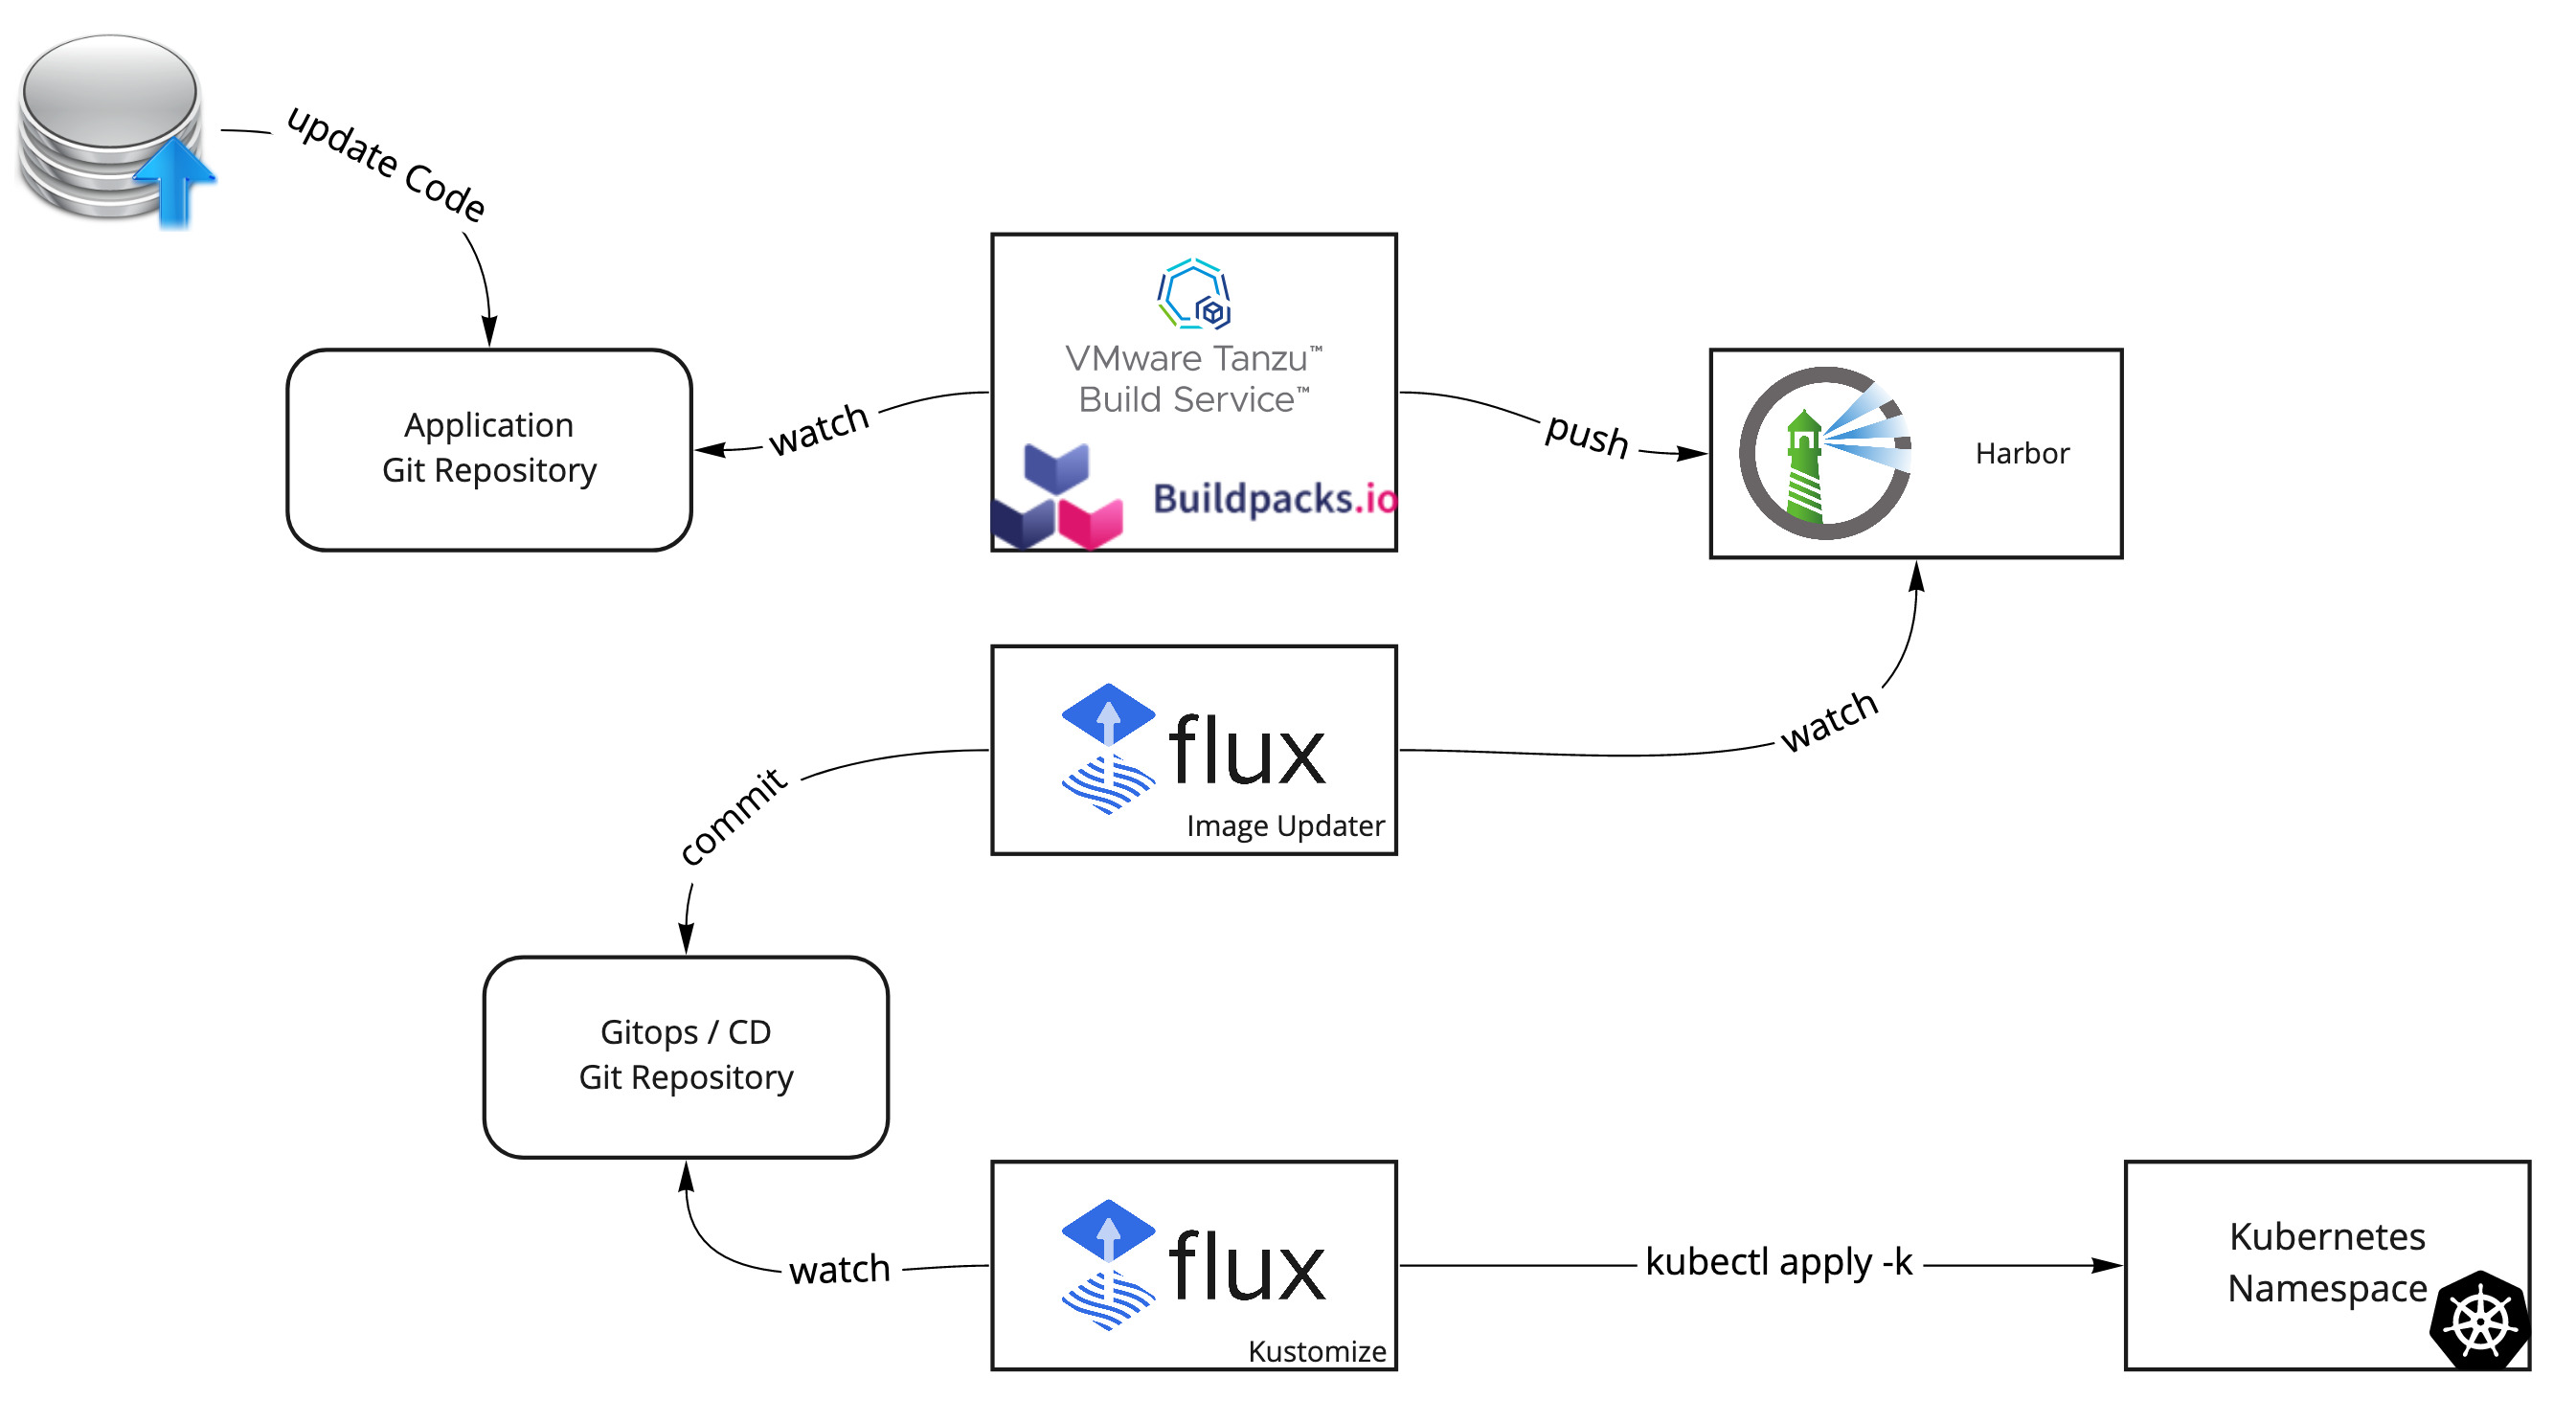 update Code
Application
Git Repository
watch
VMware Tanzu™
Build Service™
Buildpacks.io
push
Harbor
watch
flux
Image Updater
commit
Gitops / CD
Git Repository
watch
flux
Kustomize
kubectl apply -k
Kubernetes
Namespace